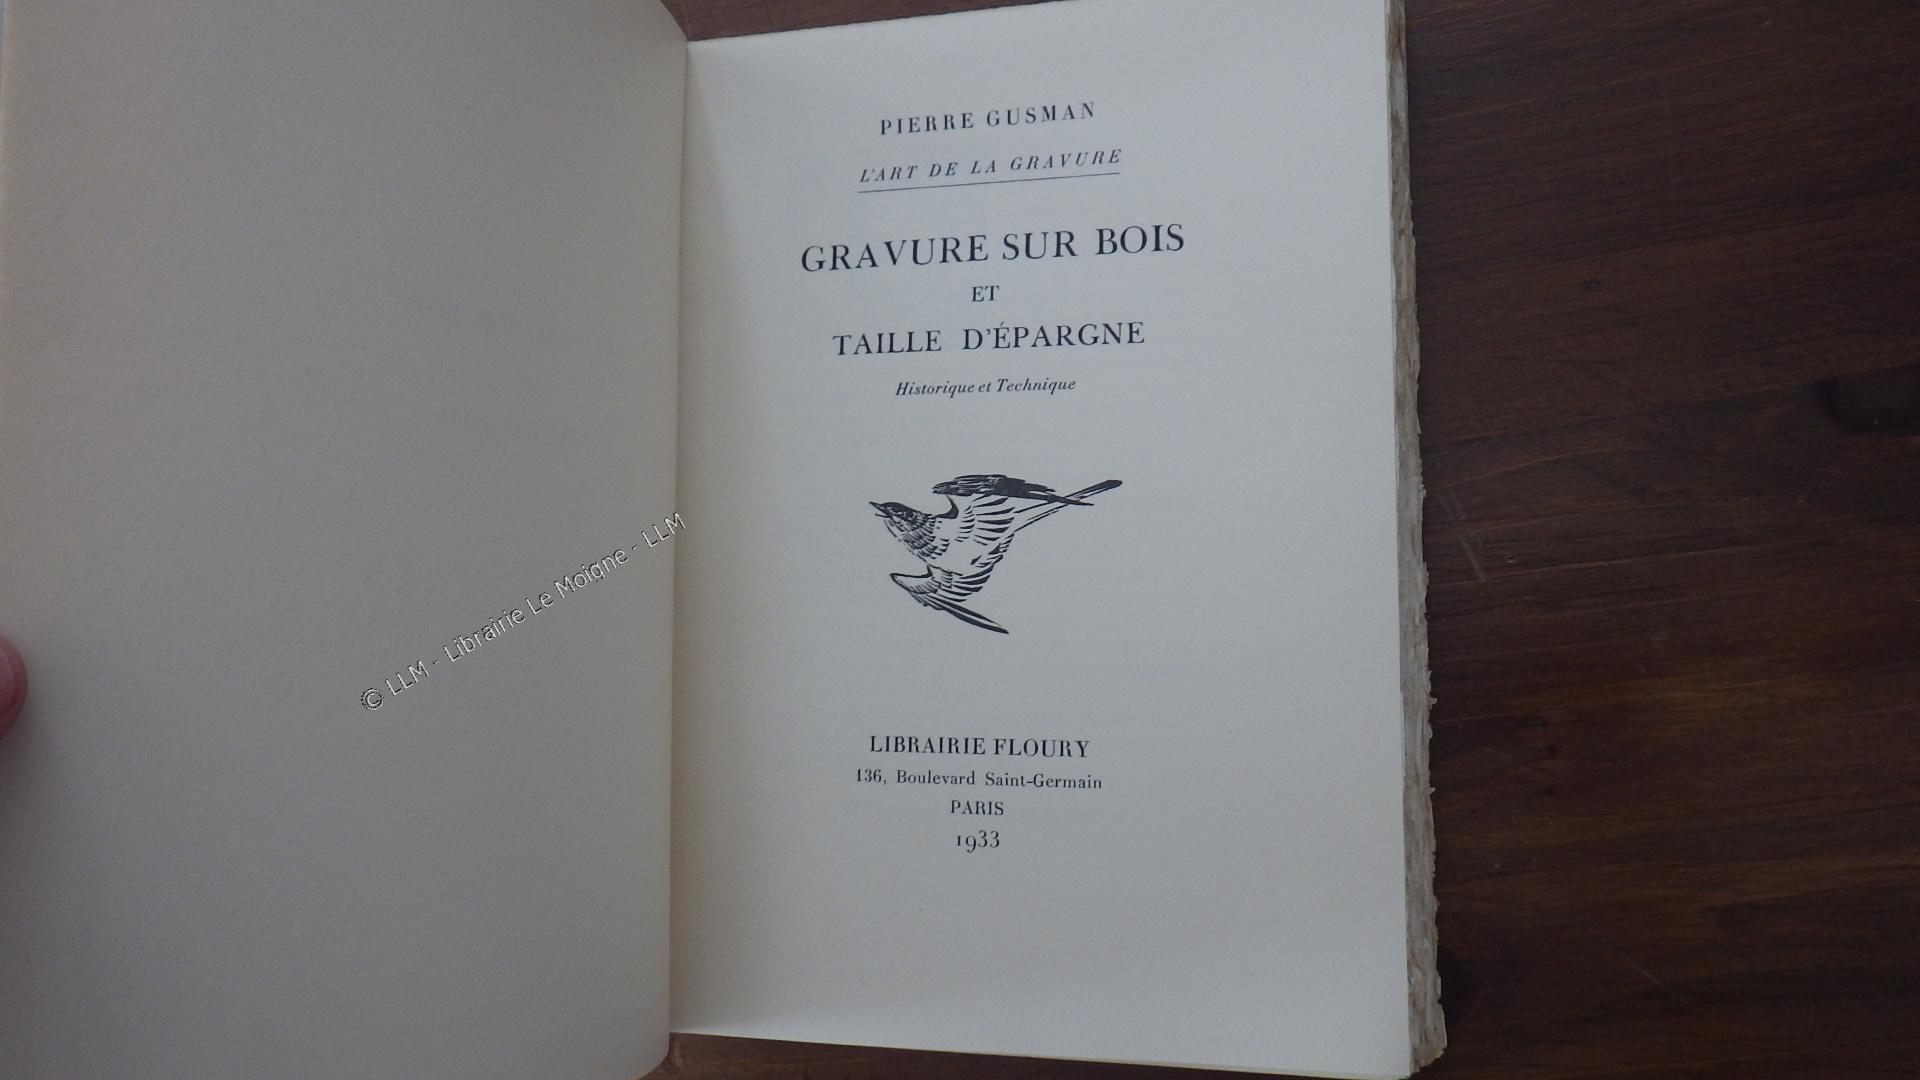 PIERRE GUSMAN
L'ART DE LA GRAVURE
GRAVURE SUR BOIS
ET
TAILLE D'ÉPARGNE
Historique et Technique
LIBRAIRIE FLOURY
136, Boulevard Saint-Germain
PARIS
1933
© LLM - Librairie Le Moigne - LLM